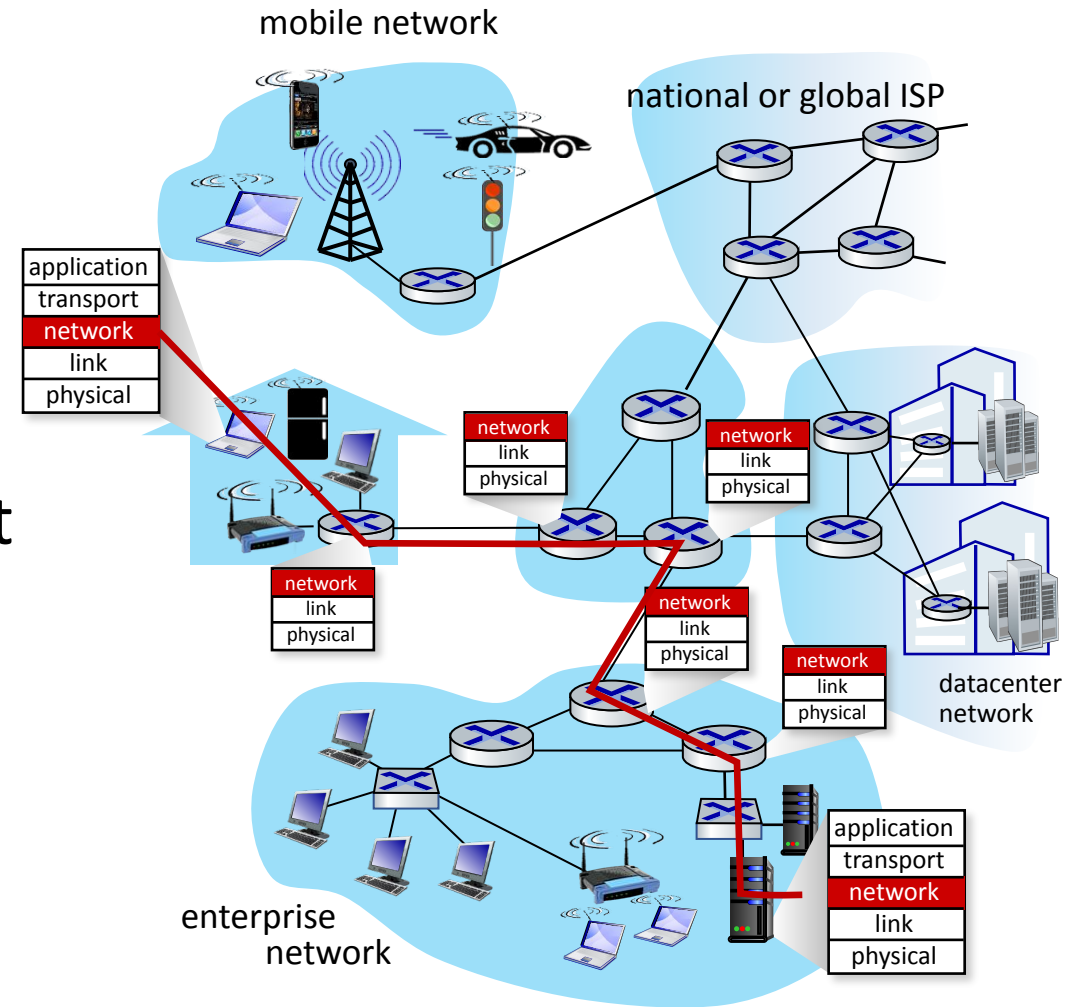 mobile network
national or global ISP
application
transport
network
link
physical
network
link
physical
network
link
physical
t
network
link
physical
network
link
physical
network
link
physical
datacenter
network
application
transport
network
link
physical
enterprise
network